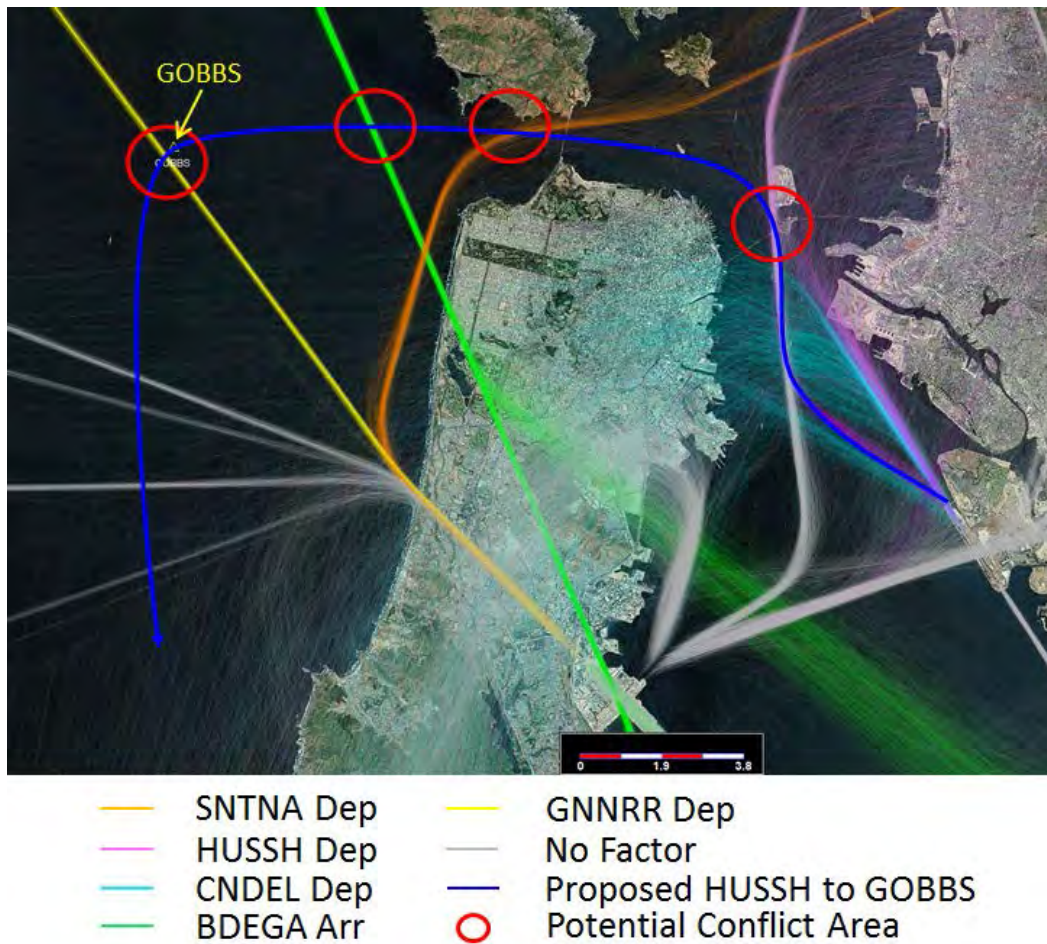 GOBBS
GOBBS
0 1.9 3.8
SNTNA Dep
GNNRR Dep
HUSSH Dep
No Factor
CNDEL Dep
Proposed HUSSH to GOBBS
BDEGA Arr
Potential Conflict Area